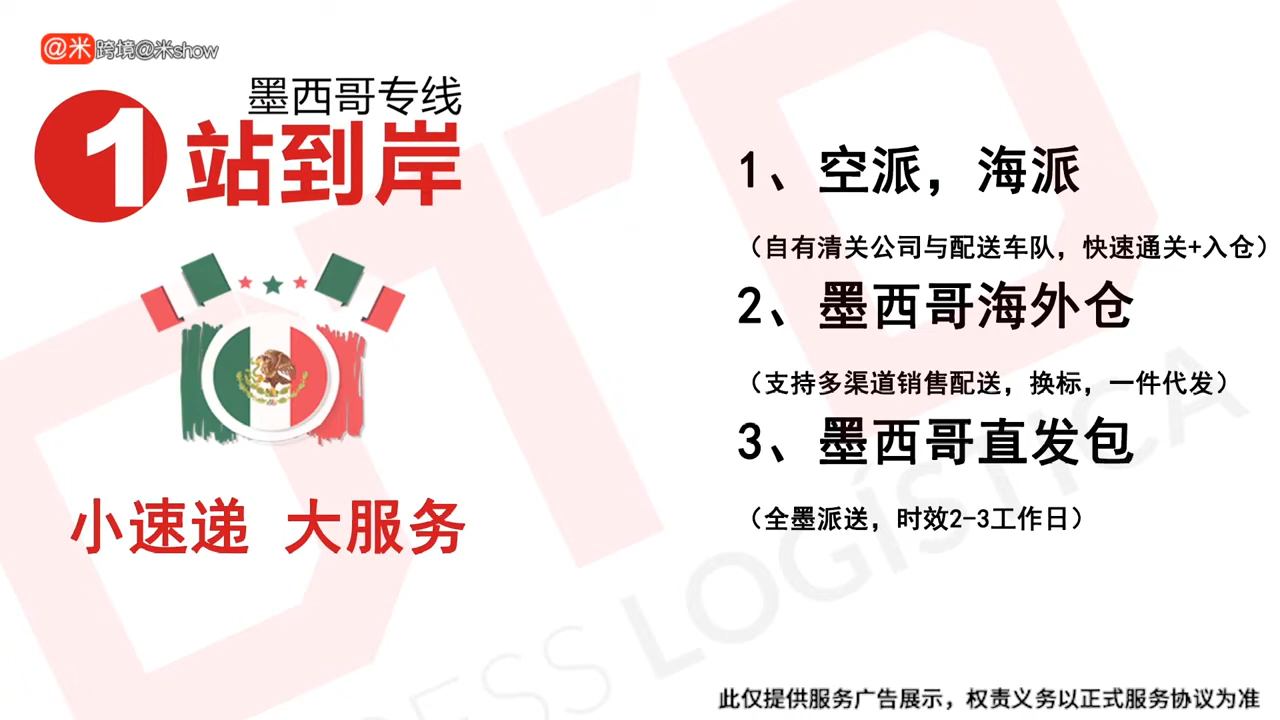 @米 跨境@米show
墨西哥专线
1站到岸
小速递 大服务
1、空派，海派
（自有清关公司与配送车队，快速通关+入仓）
2、墨西哥海外仓
（支持多渠道销售配送，换标，一件代发）
3、墨西哥直发包
（全墨派送，时效2-3工作日）
DTD
ESS LOGÍSTICA
此仅提供服务广告展示，权责义务以正式服务协议为准